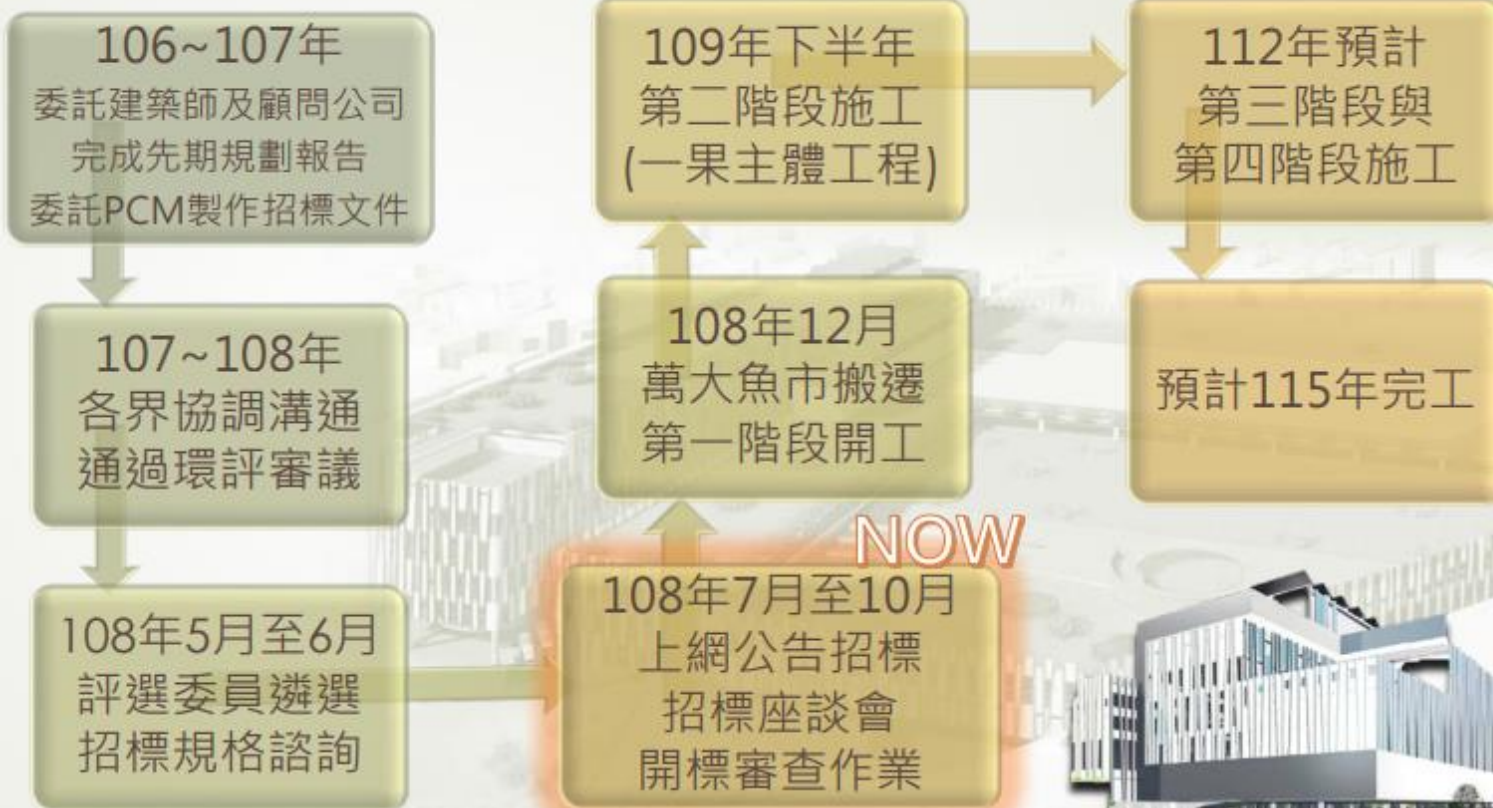 106~107年
委託建築師及顧問公司
完成先期規劃報告
委託PCM製作招標文件
107~108年
各界協調溝通
通過環評審議
108年5月至6月
評選委員遴選
招標規格諮詢
NOW
108年7月至10月
上網公告招標
招標座談會
開標審查作業
108年12月
萬大魚市搬遷
第一階段開工
109年下半年
第二階段施工
(一果主體工程)
112年預計
第三階段與
第四階段施工
預計115年完工